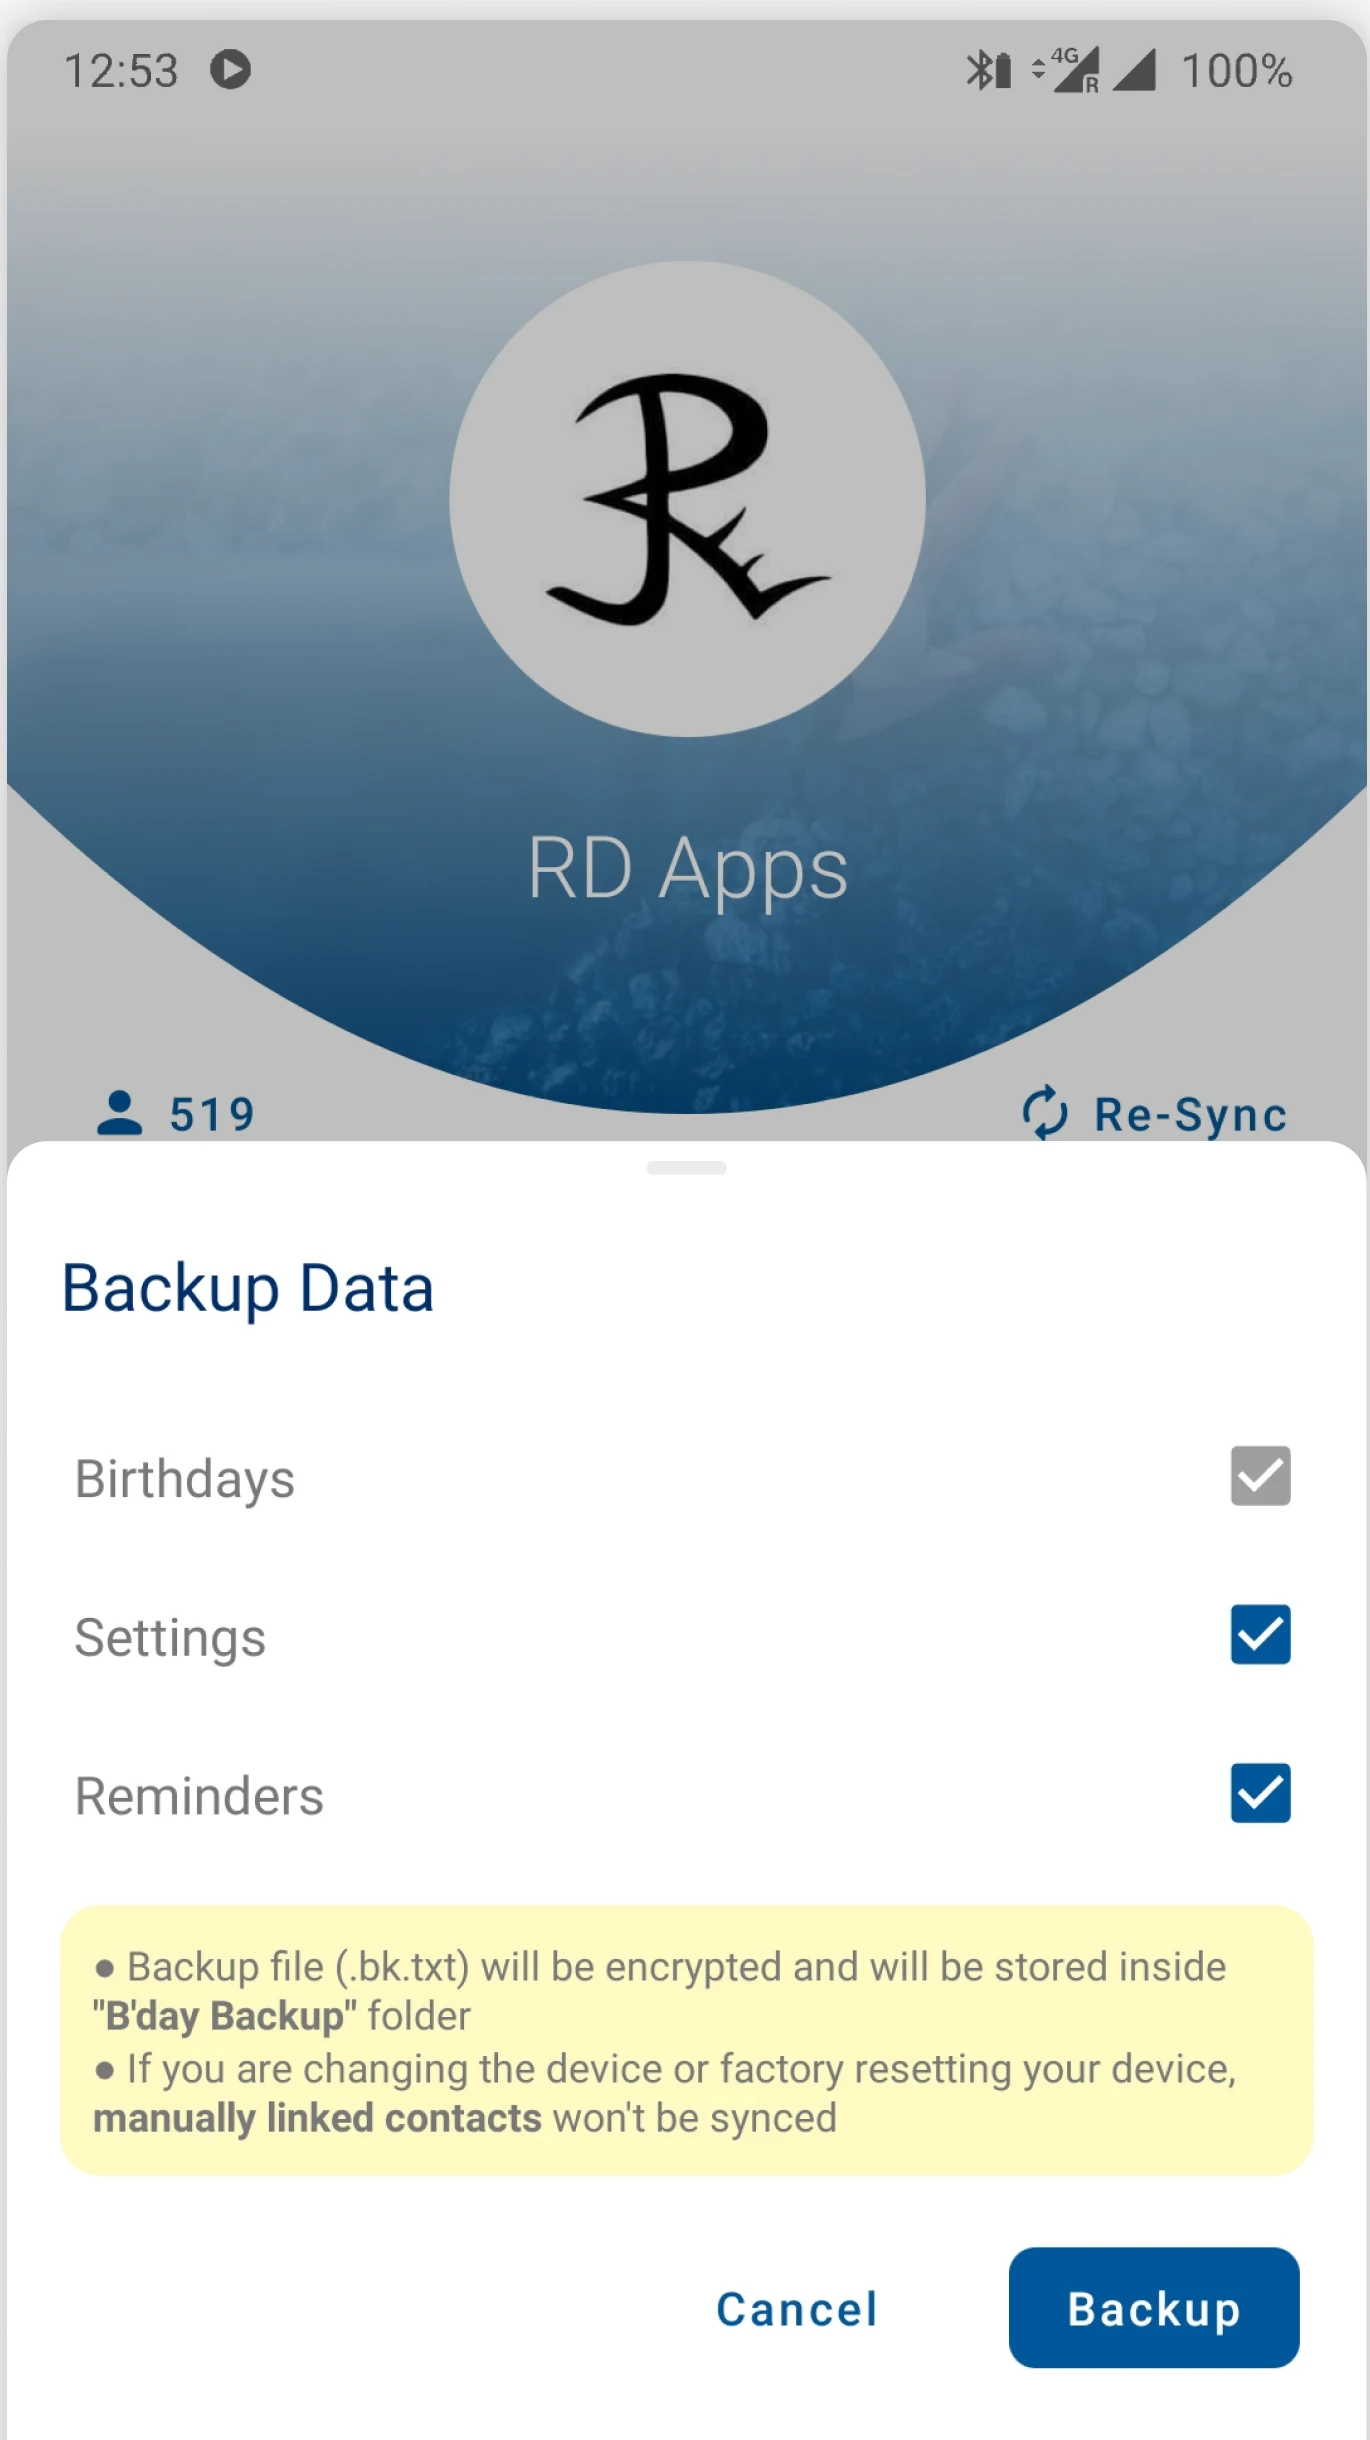 12:53 4G R 100%
RD Apps
519 Re-Sync
Backup Data
Birthdays
Settings
Reminders
● Backup file (.bk.txt) will be encrypted and will be stored inside
"B'day Backup" folder
● If you are changing the device or factory resetting your device,
manually linked contacts won't be synced
Cancel Backup